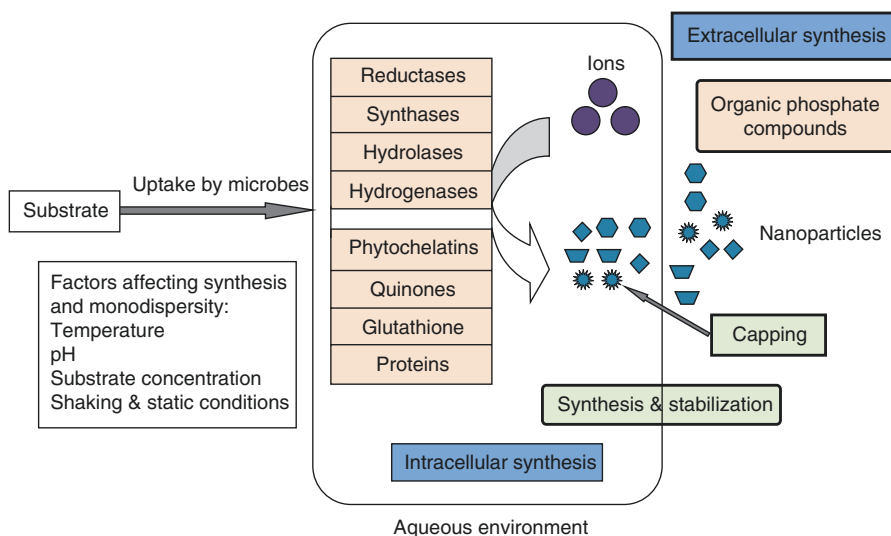 Extracellular synthesis
Ions
Organic phosphate
compounds
Reductases
Synthases
Hydrolases
Hydrogenases
Uptake by microbes
Substrate
Phytochelatins
Quinones
Glutathione
Proteins
Nanoparticles
Factors affecting synthesis
and monodispersity:
Temperature
pH
Substrate concentration
Shaking & static conditions
Capping
Synthesis & stabilization
Intracellular synthesis
Aqueous environment